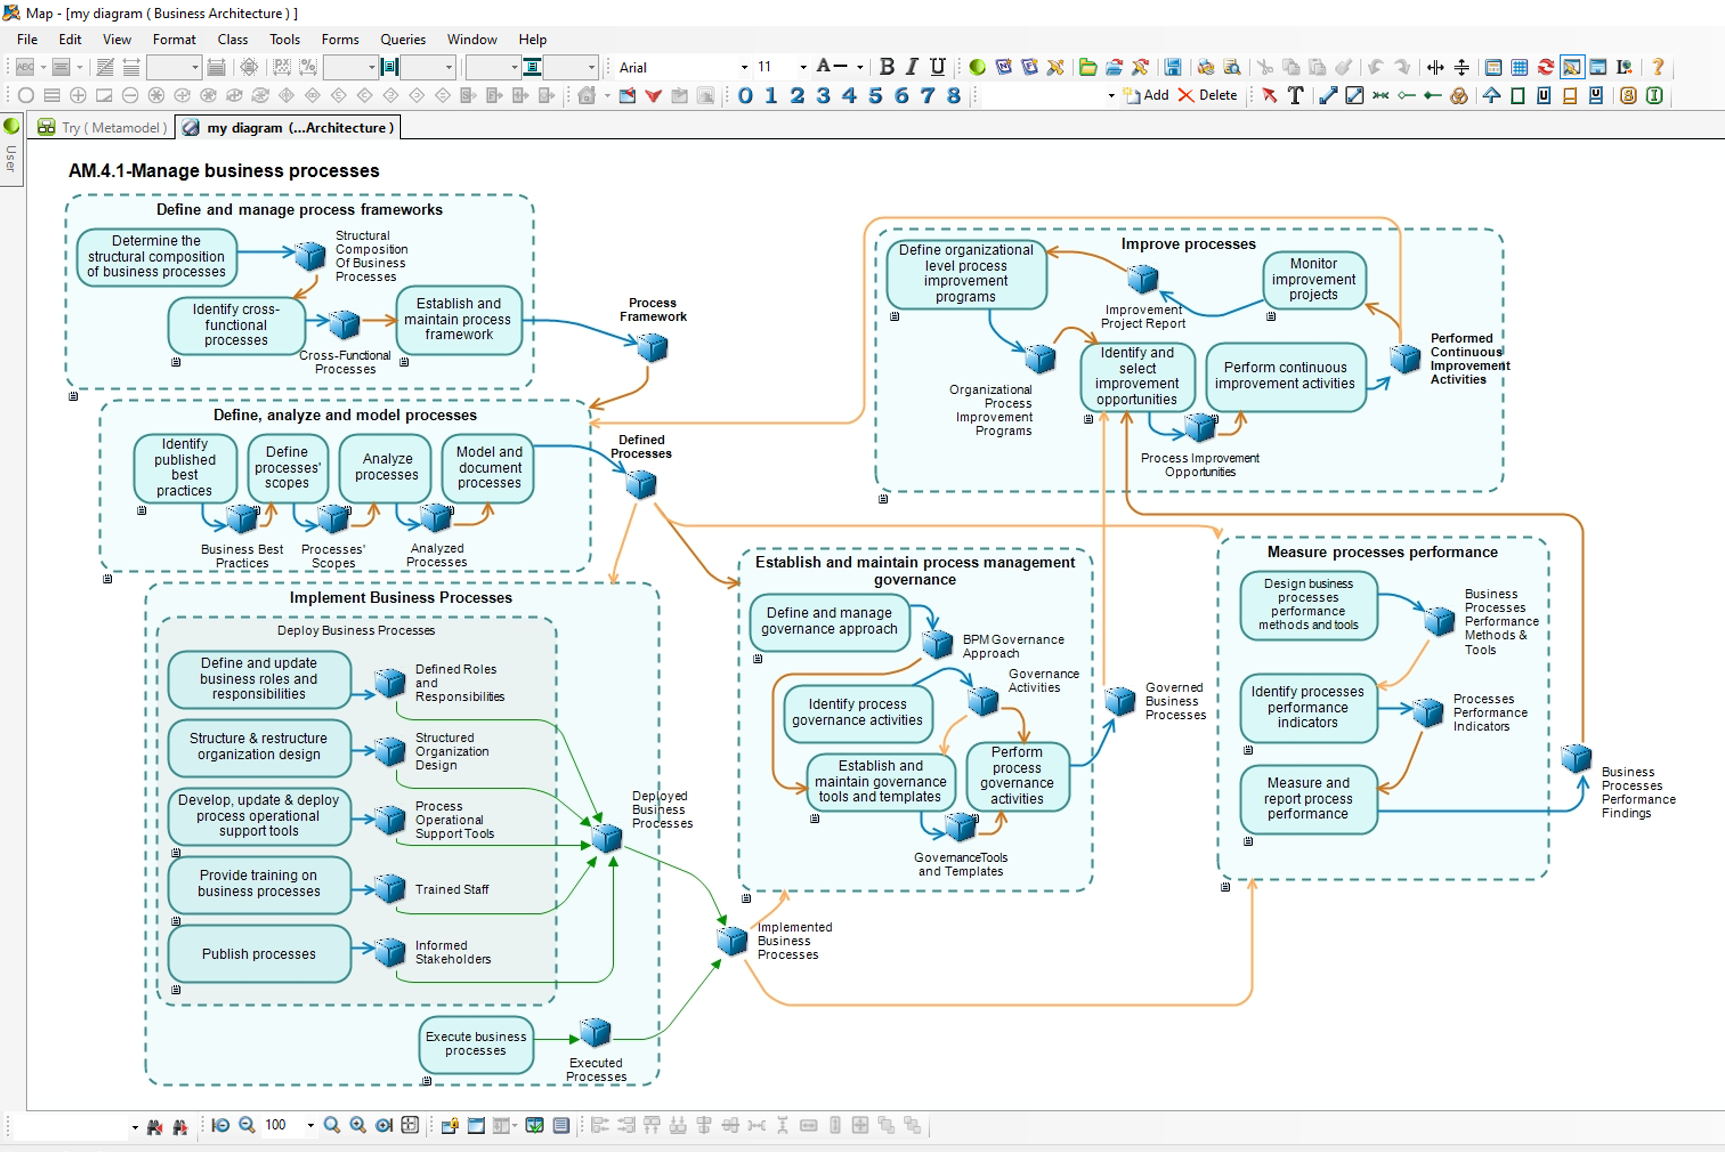 Map - [my diagram ( Business Architecture ) ]
File Edit View Format Class Tools Forms Queries Window Help
ABC Arial 11 A B I U
0 1 2 3 4 5 6 7 8 Add Delete T
Try ( Metamodel ) my diagram (...Architecture )
User
AM.4.1-Manage business processes
Define and manage process frameworks
Determine the
structural composition
of business processes
Structural
Composition
Of Business
Processes
Identify cross-
functional
processes
Cross-Functional
Processes
Establish and
maintain process
framework
Process
Framework
Define, analyze and model processes
Identify
published
best
practices
Define
processes'
scopes
Analyze
processes
Model and
document
processes
Business Best
Practices
Processes'
Scopes
Analyzed
Processes
Defined
Processes
Improve processes
Define organizational
level process
improvement
programs
Improvement
Project Report
Monitor
improvement
projects
Organizational
Process
Improvement
Programs
Identify and
select
improvement
opportunities
Perform continuous
improvement activities
Performed
Continuous
Improvement
Activities
Process Improvement
Opportunities
Implement Business Processes
Deploy Business Processes
Define and update
business roles and
responsibilities
Defined Roles
and
Responsibilities
Structure & restructure
organization design
Structured
Organization
Design
Develop, update & deploy
process operational
support tools
Process
Operational
Support Tools
Provide training on
business processes
Trained Staff
Publish processes
Informed
Stakeholders
Deployed
Business
Processes
Execute business
processes
Executed
Processes
Implemented
Business
Processes
Establish and maintain process management
governance
Define and manage
governance approach
BPM Governance
Approach
Identify process
governance activities
Governance
Activities
Establish and
maintain governance
tools and templates
Perform
process
governance
activities
GovernanceTools
and Templates
Governed
Business
Processes
Measure processes performance
Design business
processes
performance
methods and tools
Business
Processes
Performance
Methods &
Tools
Identify processes
performance
indicators
Processes
Performance
Indicators
Measure and
report process
performance
Business
Processes
Performance
Findings
100